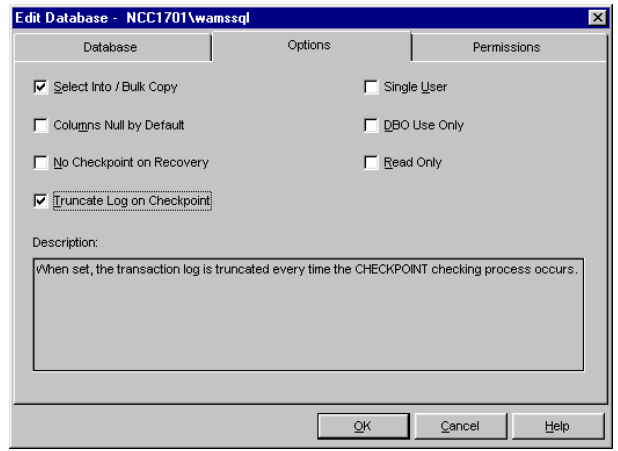 Edit Database - NCC1701\wamssql
Database Options Permissions
Select Into / Bulk Copy Single User
Columns Null by Default DBO Use Only
No Checkpoint on Recovery Read Only
Truncate Log on Checkpoint
Description:
When set, the transaction log is truncated every time the CHECKPOINT checking process occurs.
OK Cancel Help